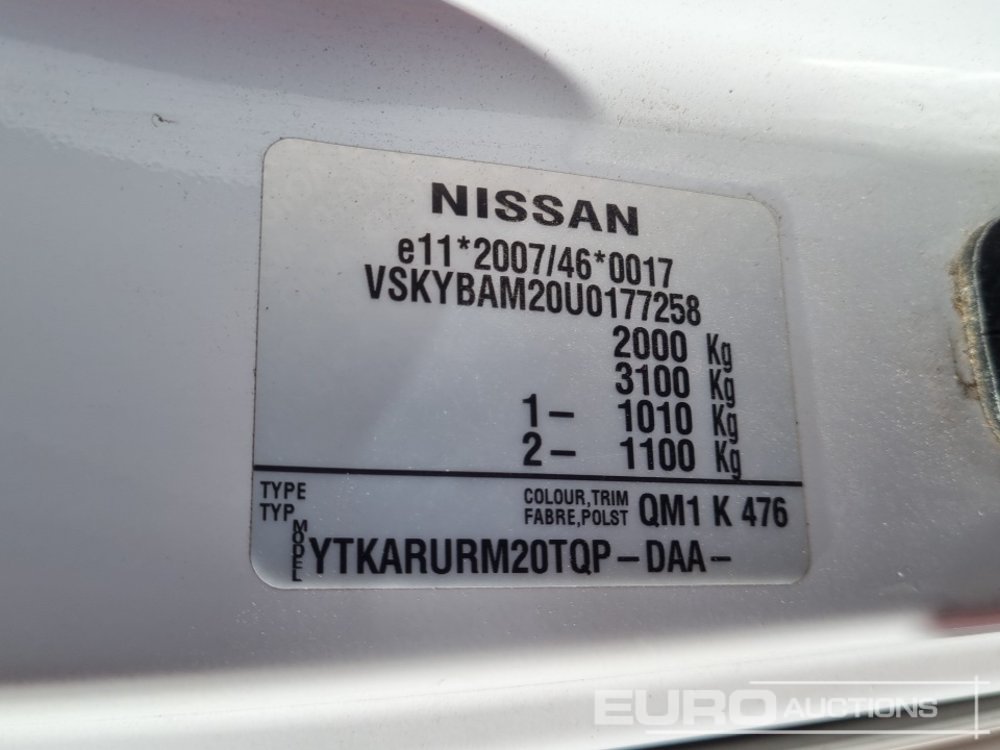 NISSAN
e11*2007/46*0017
VSKYBAM20U0177258
2000 Kg
3100 Kg
1- 1010 Kg
2- 1100 Kg
TYPE
TYP
COLOUR,TRIM
FABRE,POLST
QM1 K 476
MODEL
YTKARURM20TQP-DAA-
EURO AUCTIONS